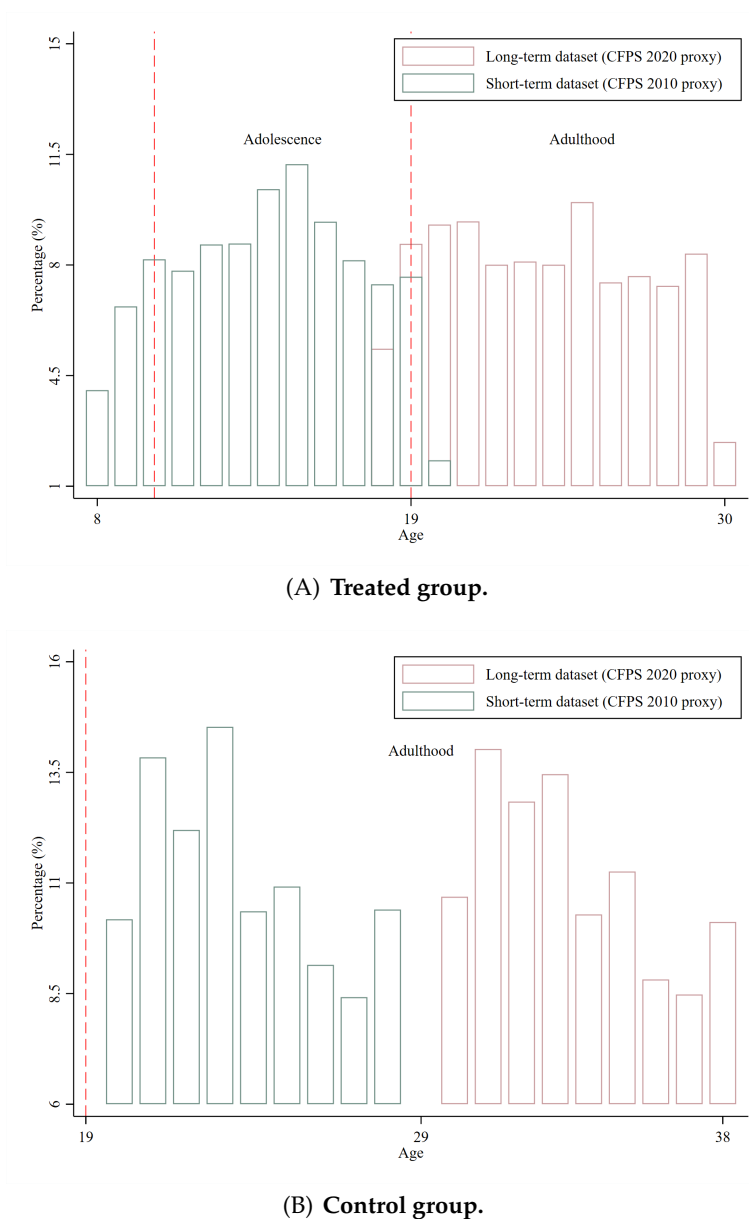 15
Long-term dataset (CFPS 2020 proxy)
Short-term dataset (CFPS 2010 proxy)
Adolescence
Adulthood
11.5
Percentage (%)
8
4.5
1
8
19
30
Age
(A) Treated group.
16
Long-term dataset (CFPS 2020 proxy)
Short-term dataset (CFPS 2010 proxy)
Adulthood
13.5
Percentage (%)
11
8.5
6
19
29
38
Age
(B) Control group.